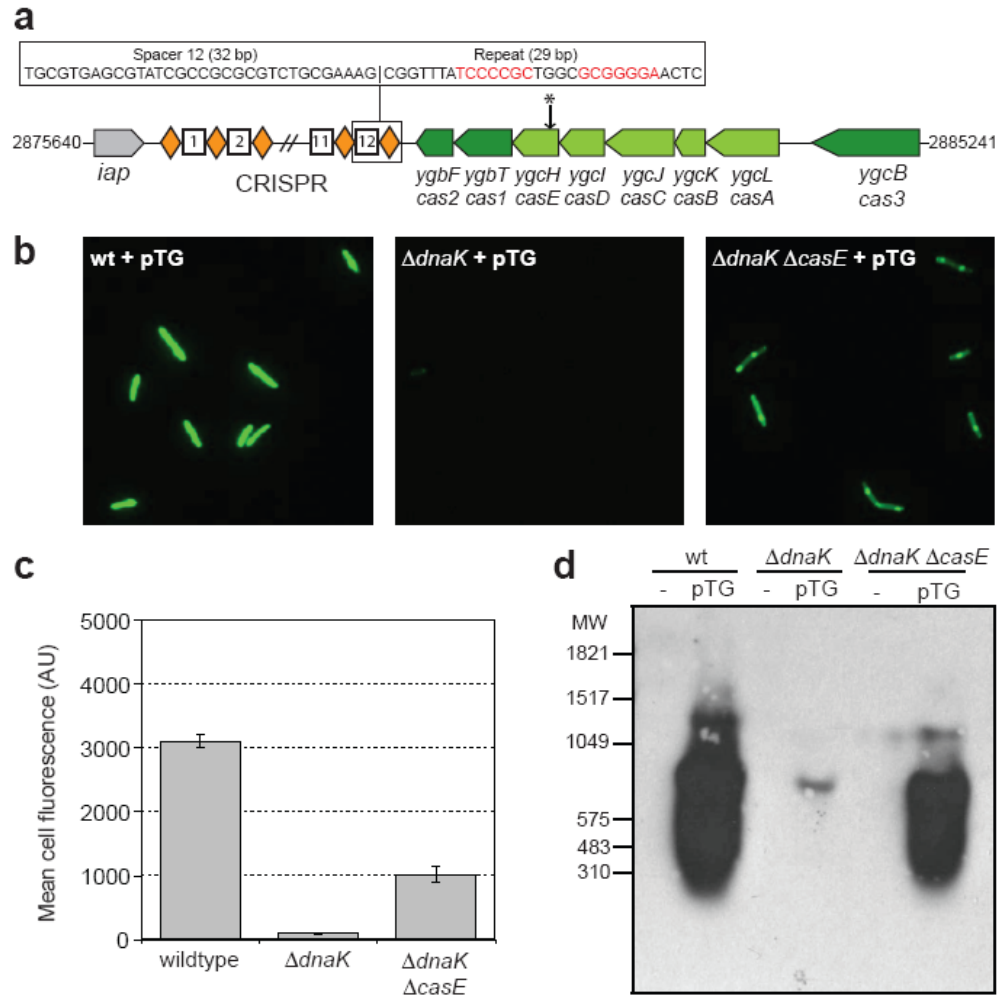 a
Spacer 12 (32 bp) Repeat (29 bp)
TGCGTGAGCGTATCGCCGCGCGTCTGCGAAAG|CGGTTTATCCCCGCTGGCGCGGGGAACTC
*
2875640 1 2 // 11 12 2885241
iap CRISPR ygbF ygbT ygcH ygcI ygcJ ygcK ygcL ygcB
cas2 cas1 casE casD casC casB casA cas3
b
wt + pTG ΔdnaK + pTG ΔdnaK ΔcasE + pTG
c
Mean cell fluorescence (AU)
5000
4000
3000
2000
1000
0
wildtype ΔdnaK ΔdnaK
ΔcasE
d
wt ΔdnaK ΔdnaK ΔcasE
- pTG - pTG - pTG
MW
1821
1517
1049
575
483
310